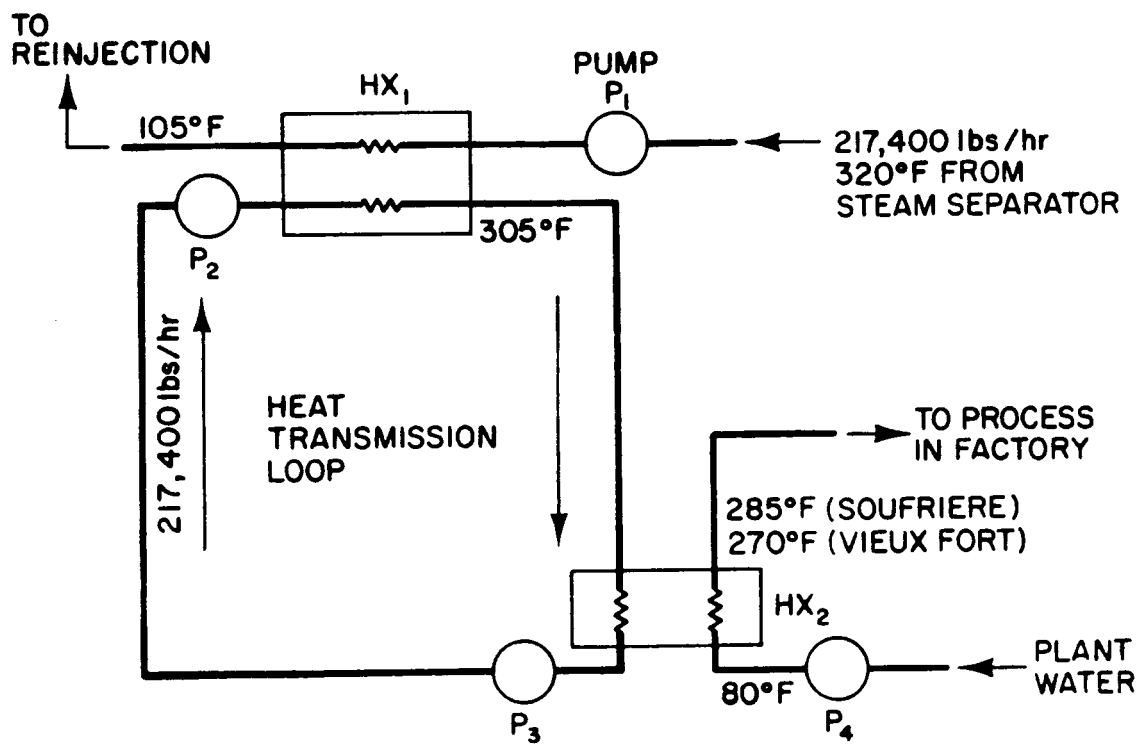 TO
REINJECTION
HX₁
PUMP
P₁
105°F
217,400 lbs/hr
320°F FROM
STEAM SEPARATOR
305°F
P₂
217,400 lbs/hr
HEAT
TRANSMISSION
LOOP
TO PROCESS
IN FACTORY
285°F (SOUFRIERE)
270°F (VIEUX FORT)
HX₂
PLANT
WATER
80°F
P₃
P₄